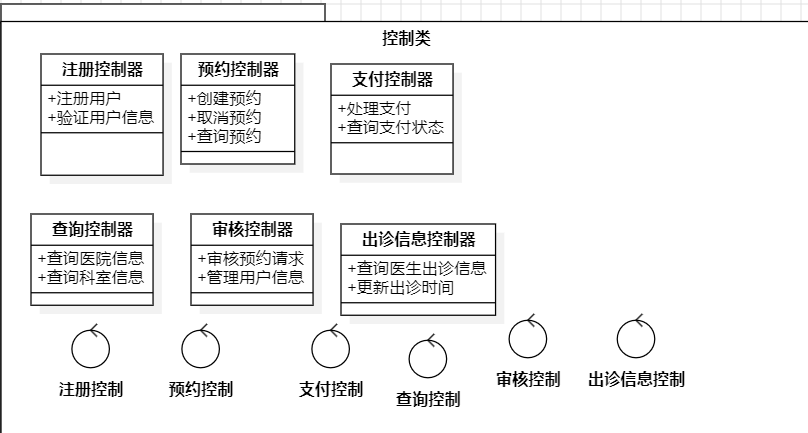 控制类
注册控制器
+注册用户
+验证用户信息
预约控制器
+创建预约
+取消预约
+查询预约
支付控制器
+处理支付
+查询支付状态
查询控制器
+查询医院信息
+查询科室信息
审核控制器
+审核预约请求
+管理用户信息
出诊信息控制器
+查询医生出诊信息
+更新出诊时间
注册控制
预约控制
支付控制
查询控制
审核控制
出诊信息控制